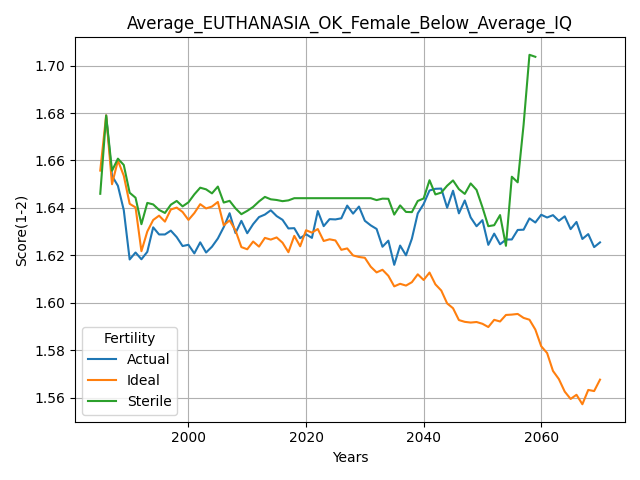 Average_EUTHANASIA_OK_Female_Below_Average_IQ
Score(1-2)
1.70
1.68
1.66
1.64
1.62
1.60
1.58
1.56
Fertility
Actual
Ideal
Sterile
2000 2020 2040 2060
Years